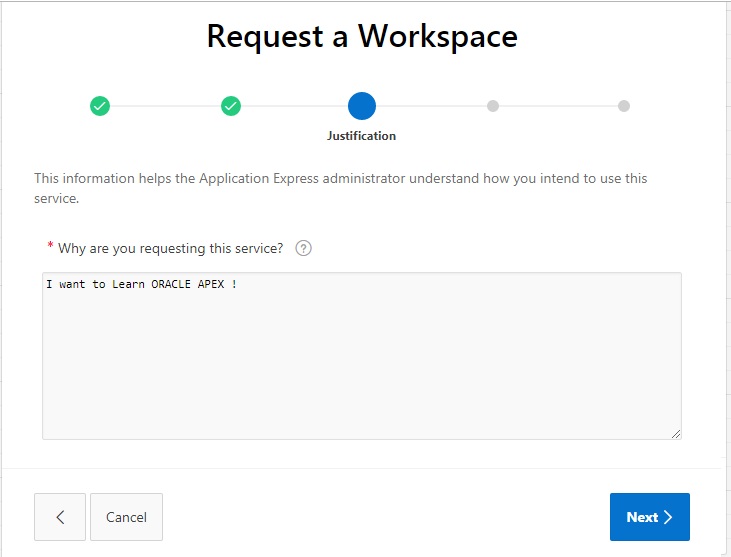 Request a Workspace
Justification
This information helps the Application Express administrator understand how you intend to use this
service.
* Why are you requesting this service? ?
I want to Learn ORACLE APEX !
Cancel
Next